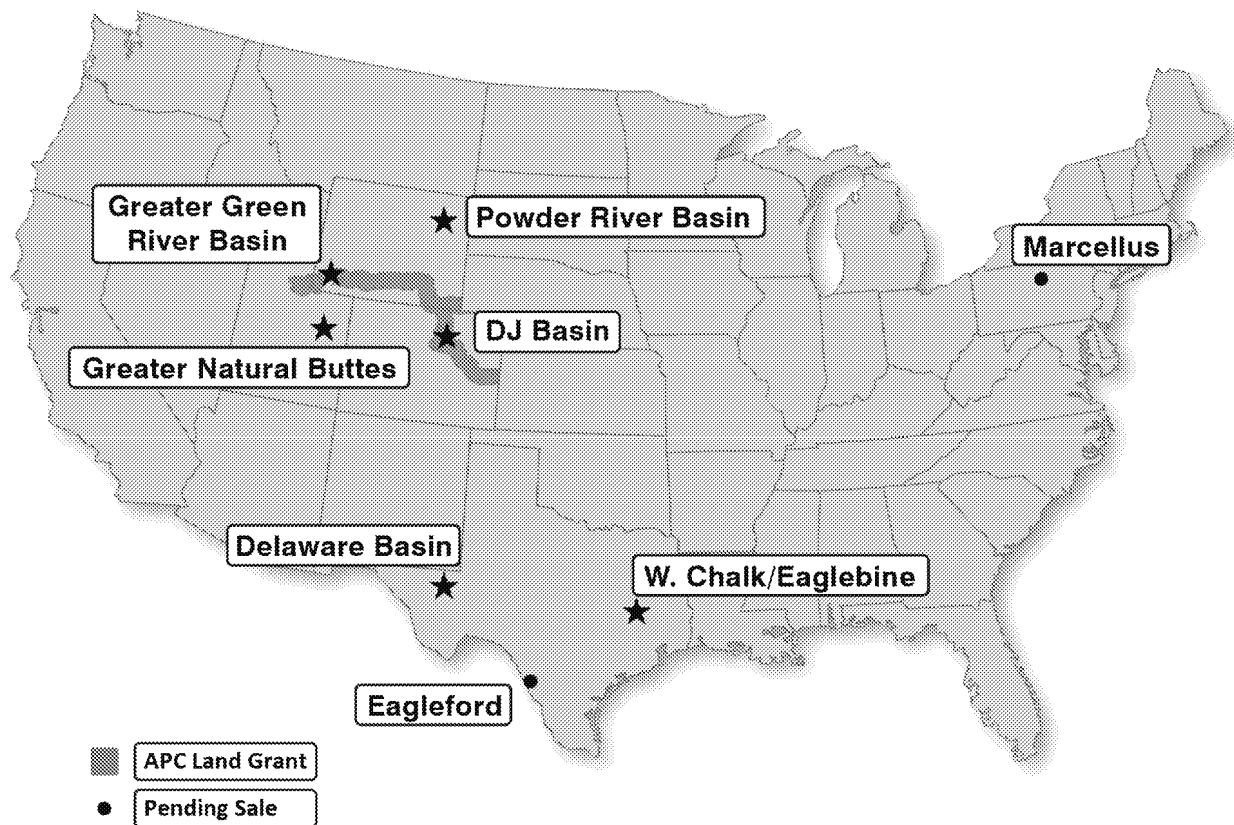 Greater Green
River Basin
Powder River Basin
Marcellus
DJ Basin
Greater Natural Buttes
Delaware Basin
W. Chalk/Eaglebine
Eagleford
APC Land Grant
Pending Sale